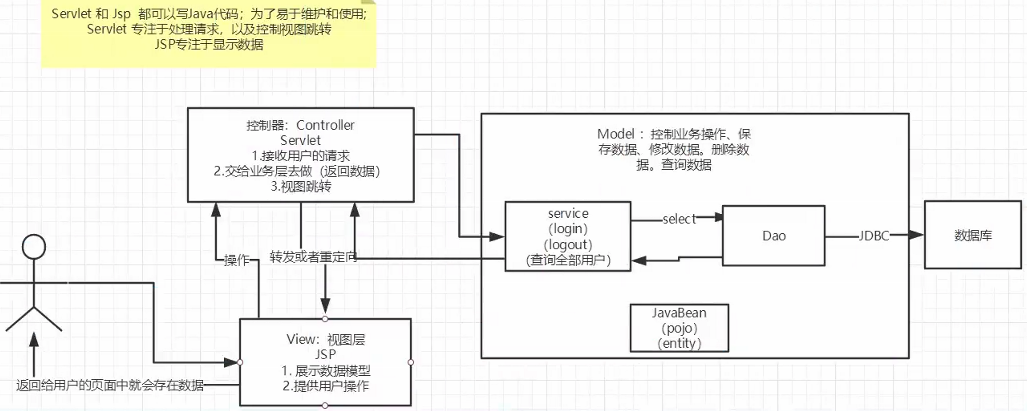 Servlet 和 Jsp 都可以写Java代码；为了易于维护和使用;
Servlet 专注于处理请求，以及控制视图跳转
JSP专注于显示数据
控制器：Controller
Servlet
1.接收用户的请求
2.交给业务层去做（返回数据）
3.视图跳转
Model ：控制业务操作、保
存数据、修改数据。删除数
据。查询数据
service
（login）
（logout）
（查询全部用户）
select
Dao
JDBC
数据库
操作
转发或者重定向
JavaBean
（pojo）
（entity）
View：视图层
JSP
1. 展示数据模型
2.提供用户操作
返回给用户的页面中就会存在数据